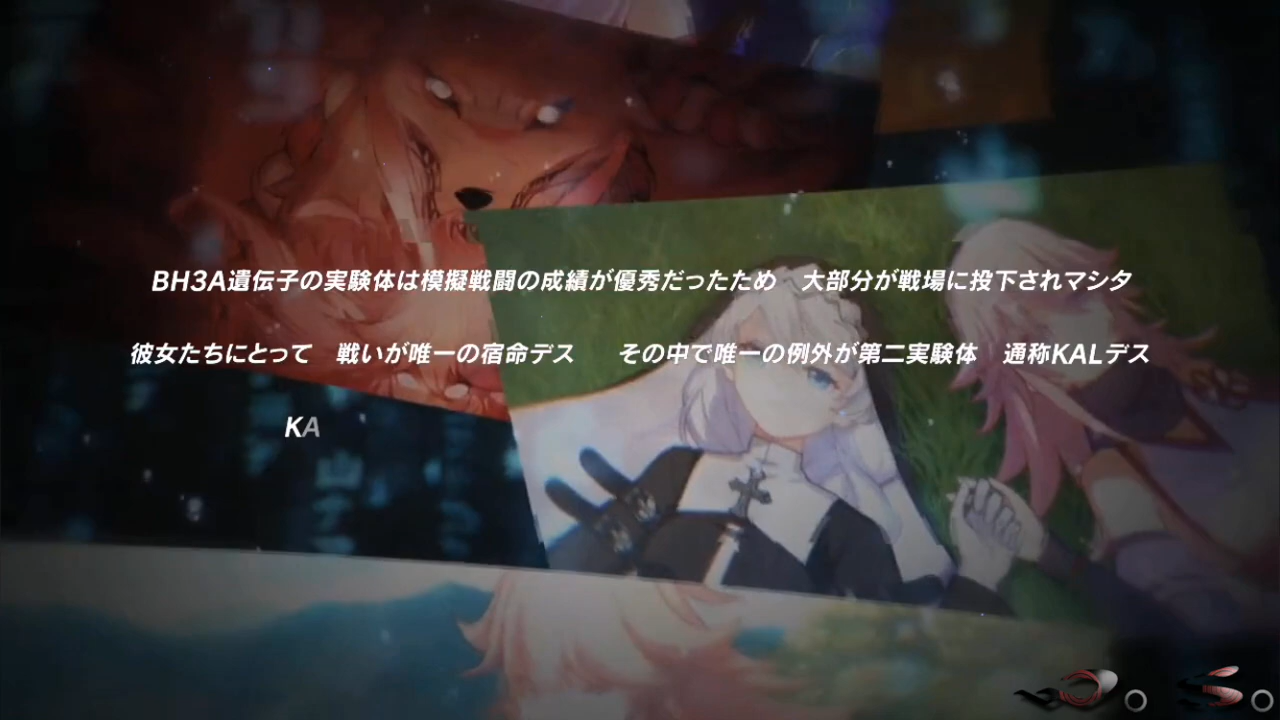 BH3A遺伝子の実験体は模擬戦闘の成績が優秀だったため　大部分が戦場に投下されマシタ
彼女たちにとって　戦いが唯一の宿命デス　　その中で唯一の例外が第二実験体　通称KALデス
KA